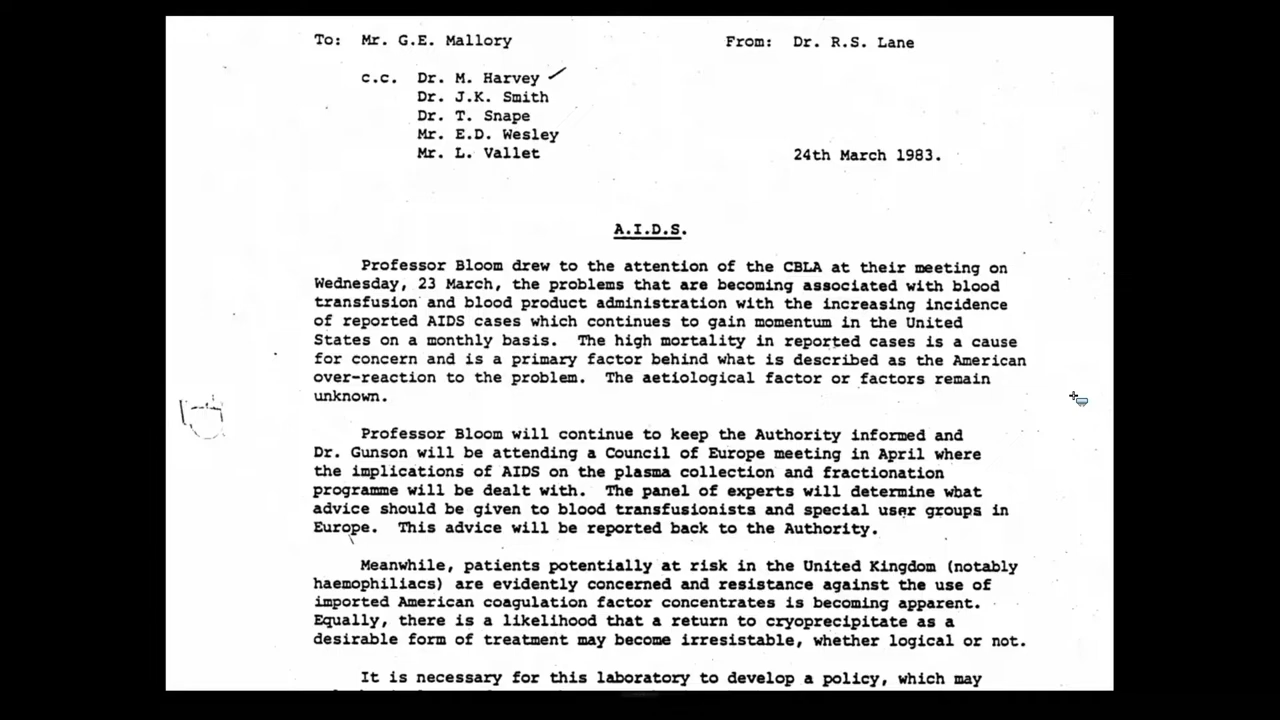 To: Mr. G.E. Mallory From: Dr. R.S. Lane
c.c. Dr. M. Harvey
Dr. J.K. Smith
Dr. T. Snape
Mr. E.D. Wesley
Mr. L. Vallet 24th March 1983.
A.I.D.S.
Professor Bloom drew to the attention of the CBLA at their meeting on
Wednesday, 23 March, the problems that are becoming associated with blood
transfusion and blood product administration with the increasing incidence
of reported AIDS cases which continues to gain momentum in the United
States on a monthly basis. The high mortality in reported cases is a cause
for concern and is a primary factor behind what is described as the American
over-reaction to the problem. The aetiological factor or factors remain
unknown.
Professor Bloom will continue to keep the Authority informed and
Dr. Gunson will be attending a Council of Europe meeting in April where
the implications of AIDS on the plasma collection and fractionation
programme will be dealt with. The panel of experts will determine what
advice should be given to blood transfusionists and special user groups in
Europe. This advice will be reported back to the Authority.
Meanwhile, patients potentially at risk in the United Kingdom (notably
haemophiliacs) are evidently concerned and resistance against the use of
imported American coagulation factor concentrates is becoming apparent.
Equally, there is a likelihood that a return to cryoprecipitate as a
desirable form of treatment may become irresistable, whether logical or not.
It is necessary for this laboratory to develop a policy, which may